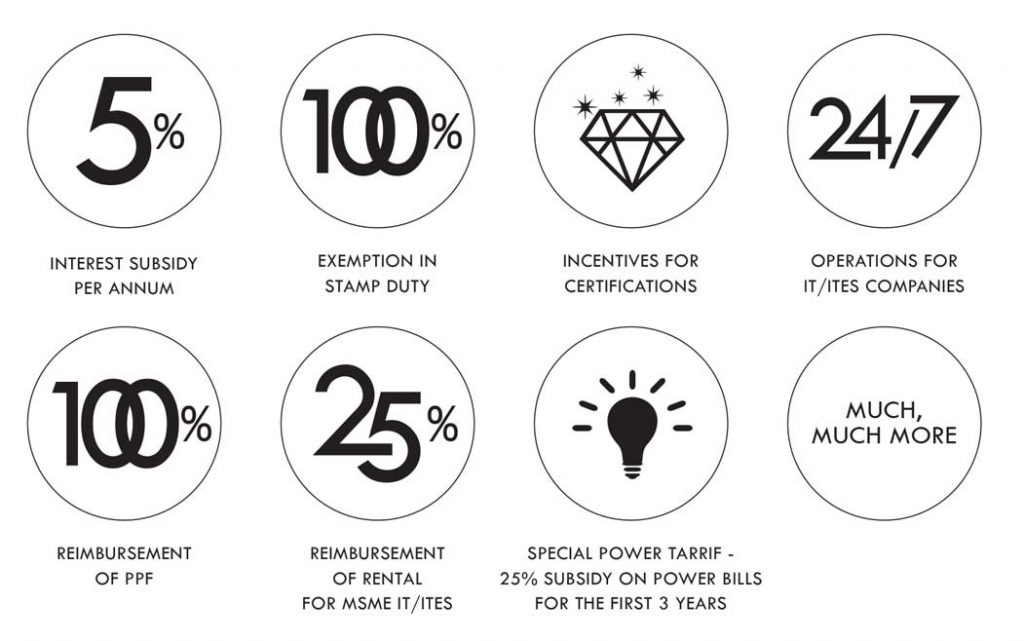 5%
INTEREST SUBSIDY
PER ANNUM
100%
EXEMPTION IN
STAMP DUTY
INCENTIVES FOR
CERTIFICATIONS
24/7
OPERATIONS FOR
IT/ITES COMPANIES
100%
REIMBURSEMENT
OF PPF
25%
REIMBURSEMENT
OF RENTAL
FOR MSME IT/ITES
SPECIAL POWER TARRIF -
25% SUBSIDY ON POWER BILLS
FOR THE FIRST 3 YEARS
MUCH,
MUCH MORE